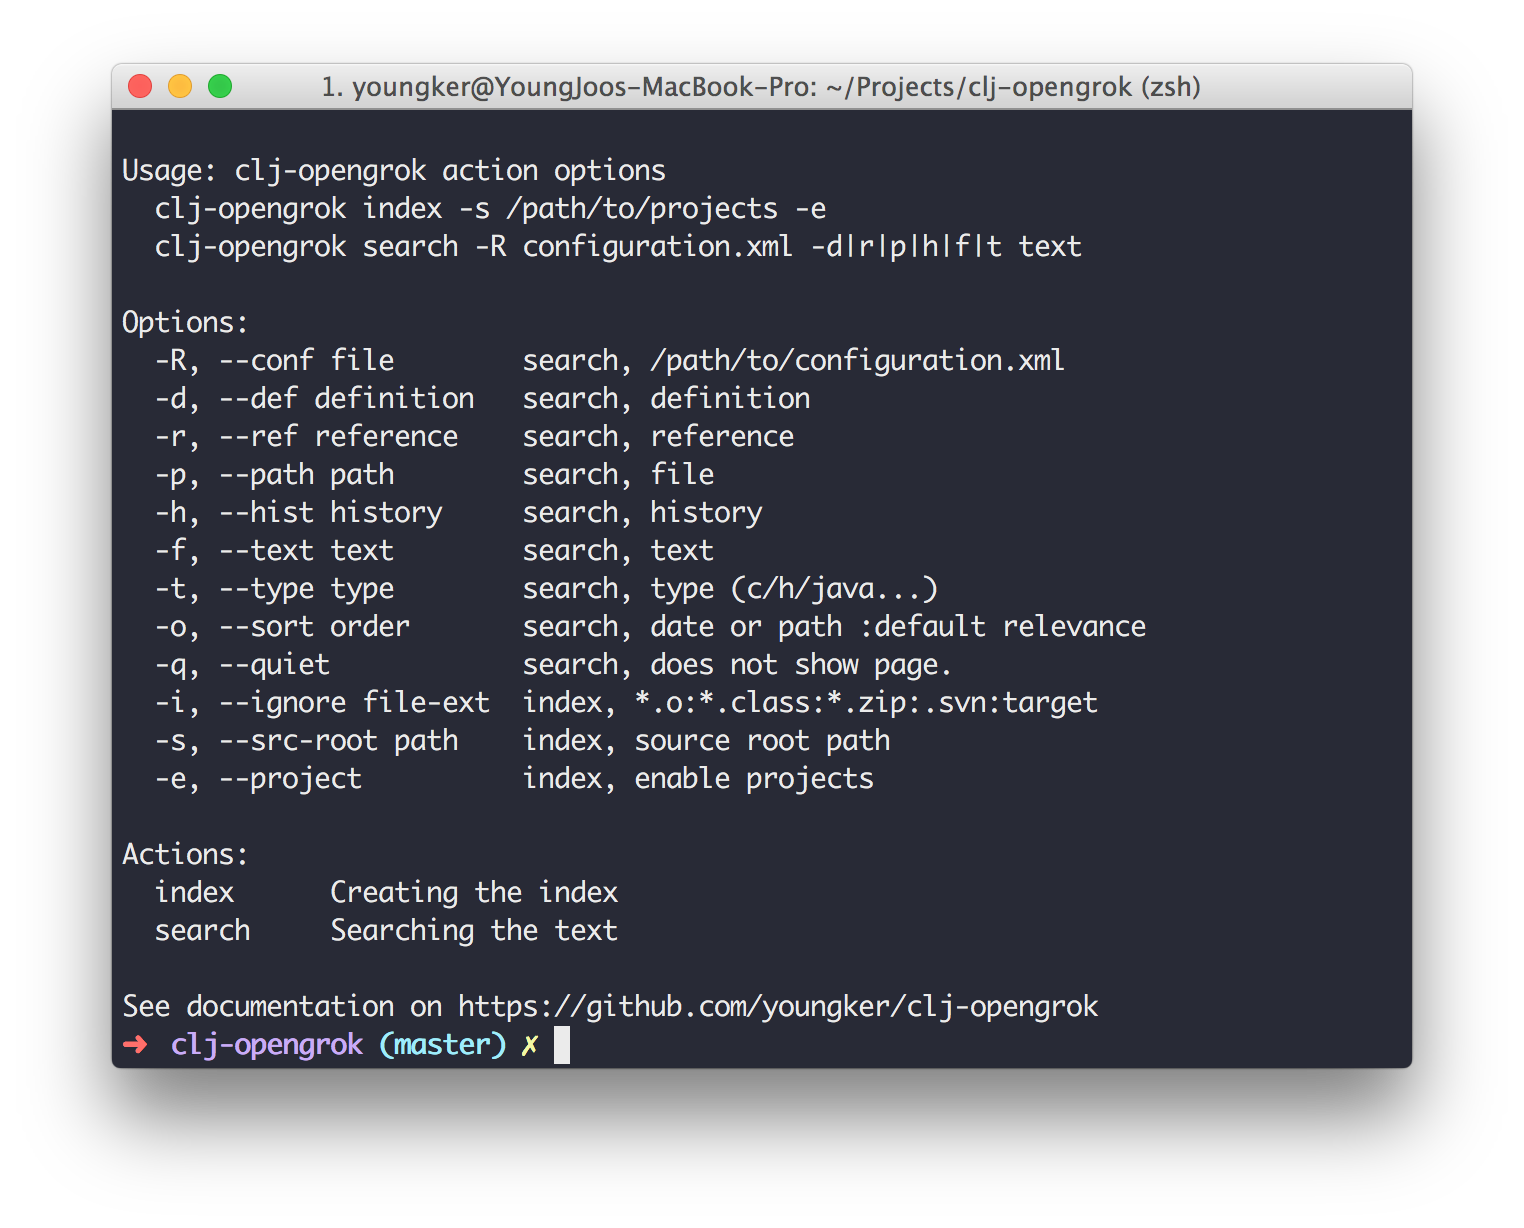 1. youngker@YoungJoos-MacBook-Pro: ~/Projects/clj-opengrok (zsh)
Usage: clj-opengrok action options
  clj-opengrok index -s /path/to/projects -e
  clj-opengrok search -R configuration.xml -d|r|p|h|f|t text
Options:
  -R, --conf file        search, /path/to/configuration.xml
  -d, --def definition   search, definition
  -r, --ref reference    search, reference
  -p, --path path        search, file
  -h, --hist history     search, history
  -f, --text text        search, text
  -t, --type type        search, type (c/h/java...)
  -o, --sort order       search, date or path :default relevance
  -q, --quiet            search, does not show page.
  -i, --ignore file-ext  index, *.o:*.class:*.zip:.svn:target
  -s, --src-root path    index, source root path
  -e, --project          index, enable projects
Actions:
  index      Creating the index
  search     Searching the text
See documentation on https://github.com/youngker/clj-opengrok
➜  clj-opengrok (master) ✗